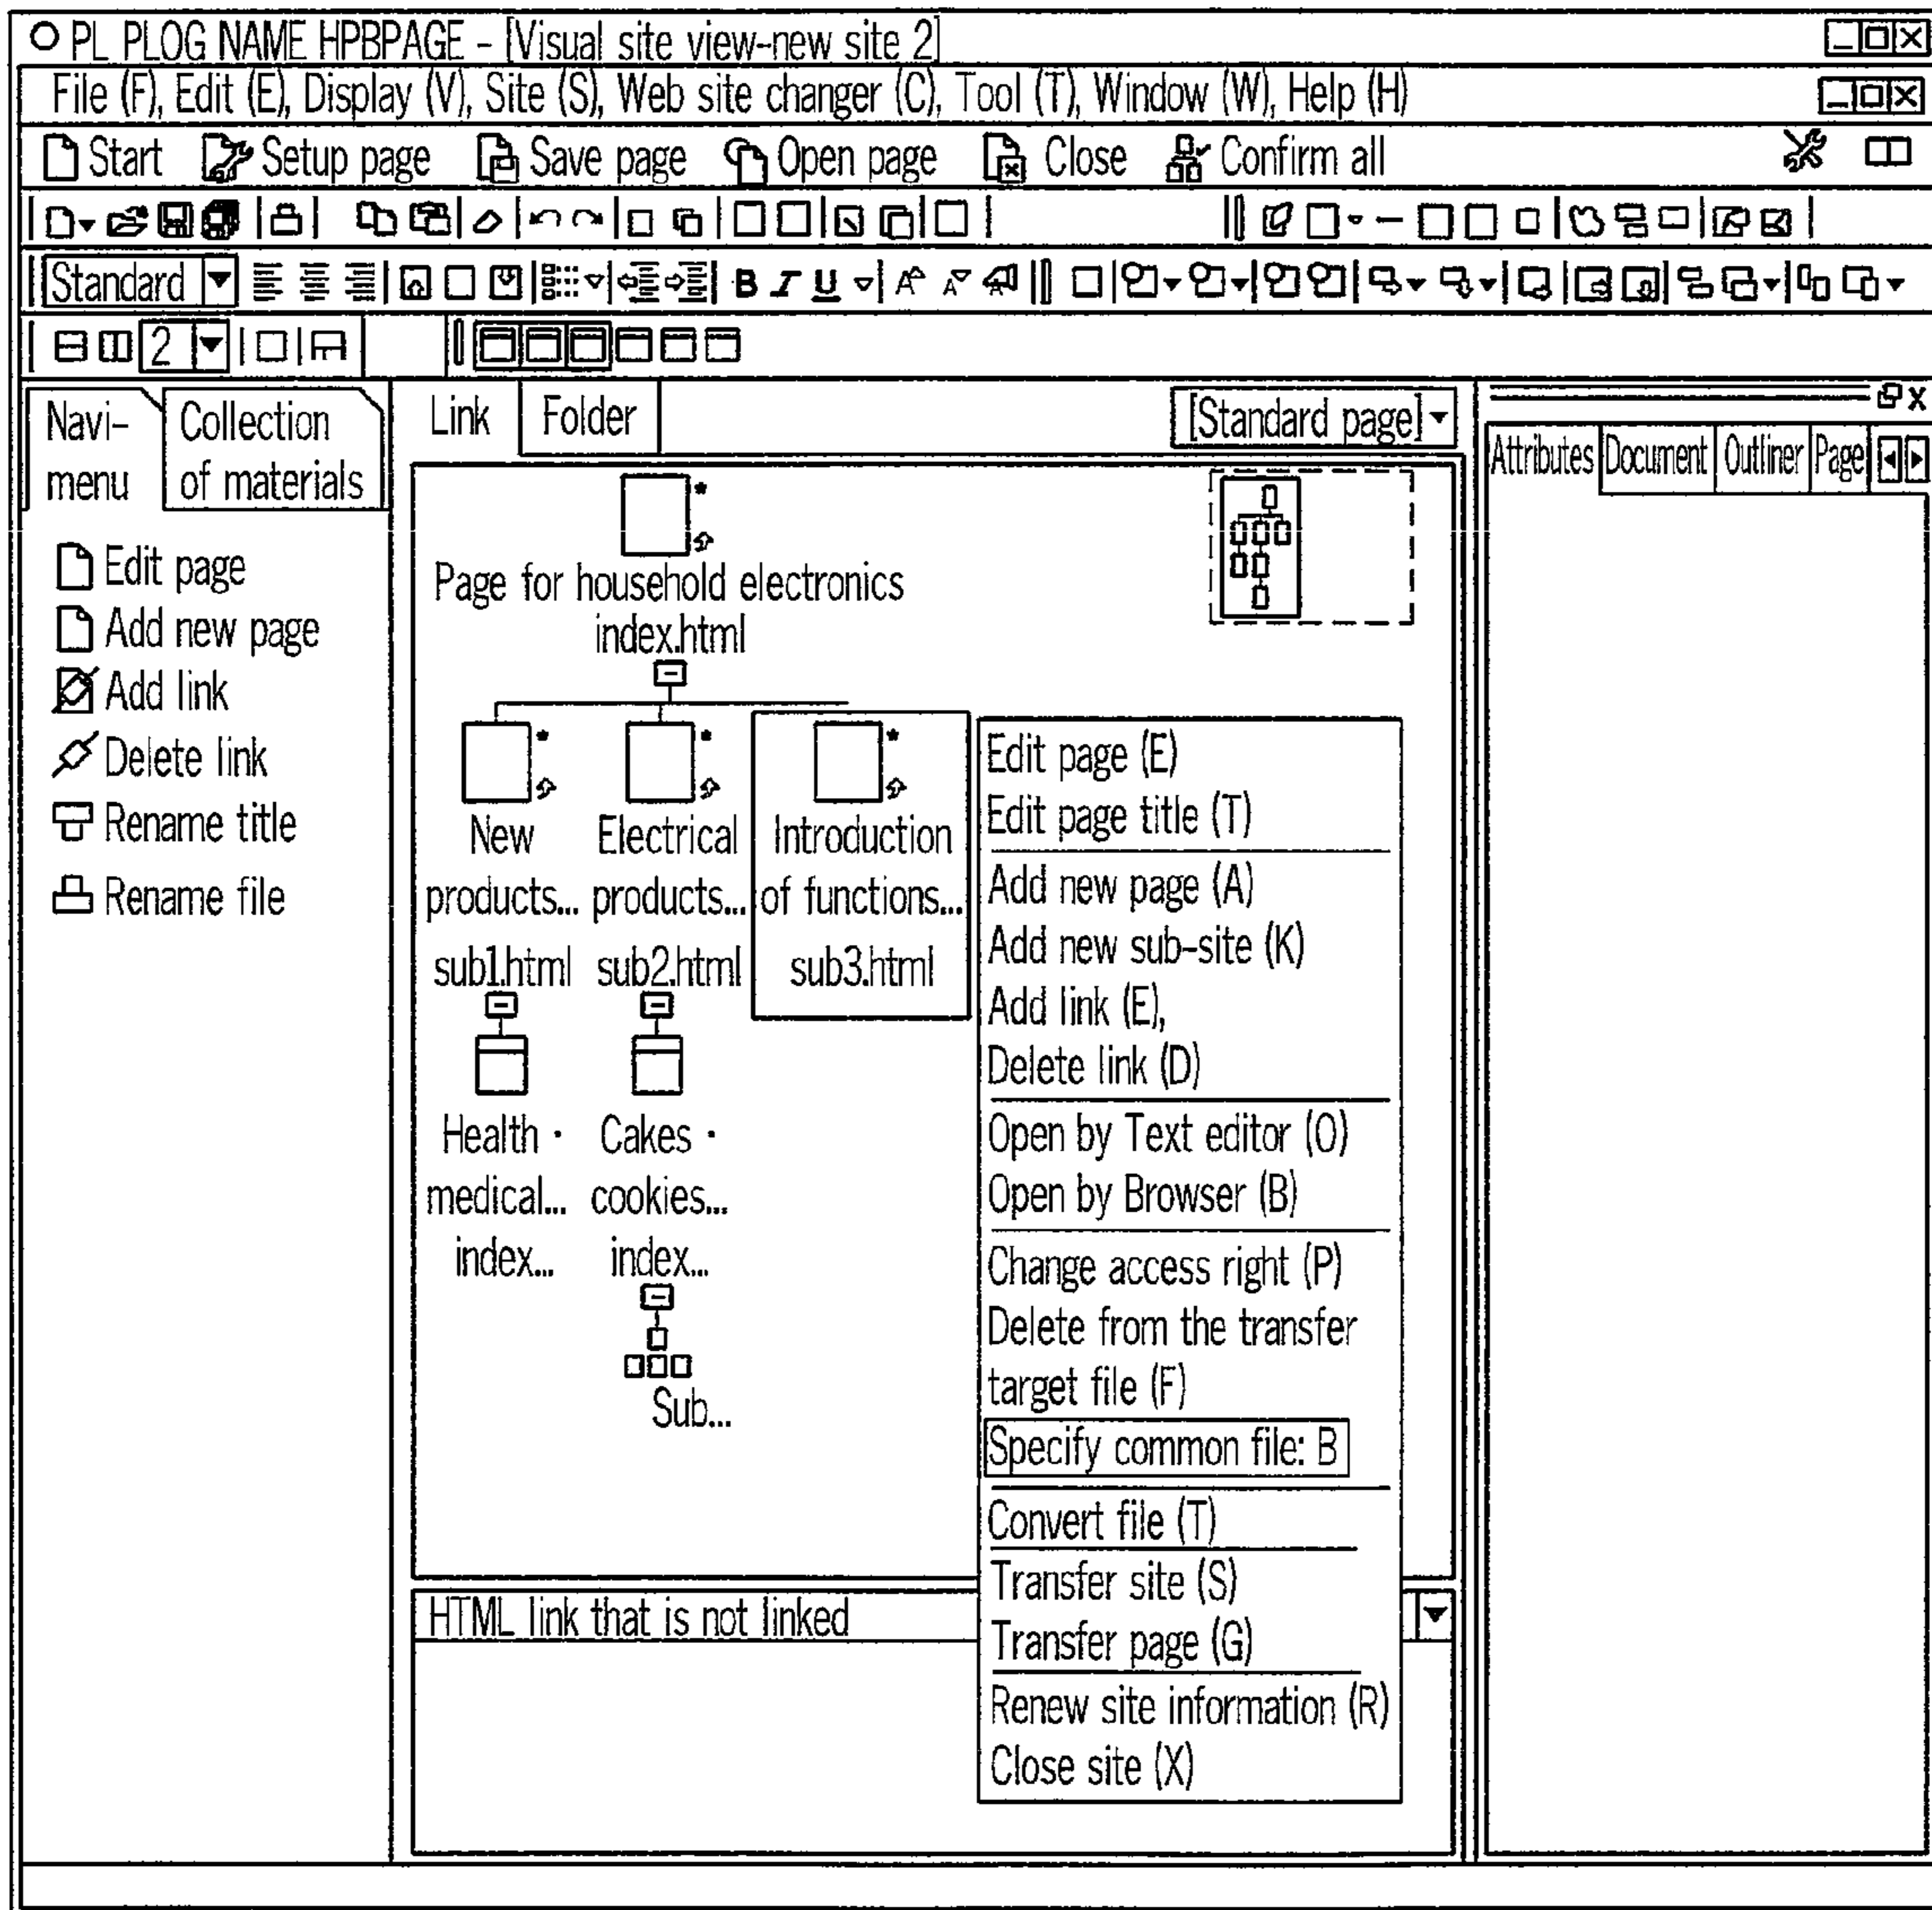 PL PLOG NAME HPBPAGE - [Visual site view-new site 2]
File (F), Edit (E), Display (V), Site (S), Web site changer (C), Tool (T), Window (W), Help (H)
Start Setup page Save page Open page Close Confirm all
Standard B I U A A
2
Navi-
menu
Collection
of materials
Edit page
Add new page
Add link
Delete link
Rename title
Rename file
Link Folder [Standard page]
Page for household electronics
index.html
New
products...
sub1.html
Electrical
products...
sub2.html
Introduction
of functions...
sub3.html
Health ·
medical...
index...
Cakes ·
cookies...
index...
Sub...
Edit page (E)
Edit page title (T)
Add new page (A)
Add new sub-site (K)
Add link (E),
Delete link (D)
Open by Text editor (O)
Open by Browser (B)
Change access right (P)
Delete from the transfer
target file (F)
Specify common file: B
Convert file (T)
Transfer site (S)
Transfer page (G)
Renew site information (R)
Close site (X)
HTML link that is not linked
Attributes Document Outliner Page